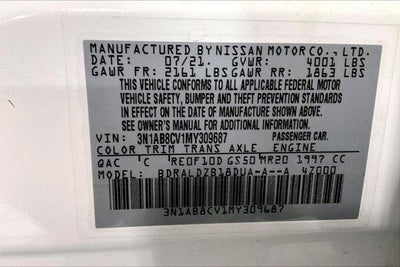 MANUFACTURED BY NISSAN MOTOR CO., LTD.
DATE: 07/21. GVWR: 4001 LBS
GAWR FR: 2161 LBS GAWR RR: 1863 LBS
THIS VEHICLE CONFORMS TO ALL APPLICABLE FEDERAL MOTOR
VEHICLE SAFETY, BUMPER AND THEFT PREVENTION STANDARDS
IN EFFECT ON THE DATE OF MANUFACTURE SHOWN ABOVE.
SEE OWNER'S MANUAL FOR ADDITIONAL INFORMATION.
VIN: 3N1AB8CV1MY309687 PASSENGER CAR.
COLOR TRIM TRANS AXLE ENGINE
QAC 'C RE0F10D GS50 MR20 1997 CC
MODEL: BDRALDZB18DUA-A--A 4Z000
3N1AB8CV1MY309687